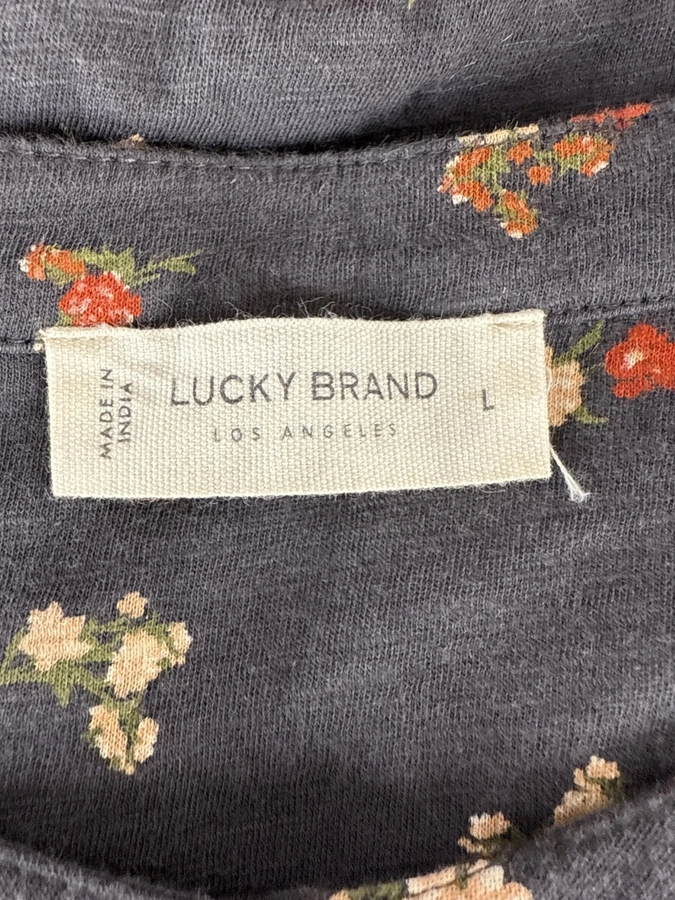 MADE IN
INDIA
LUCKY BRAND
LOS ANGELES
L